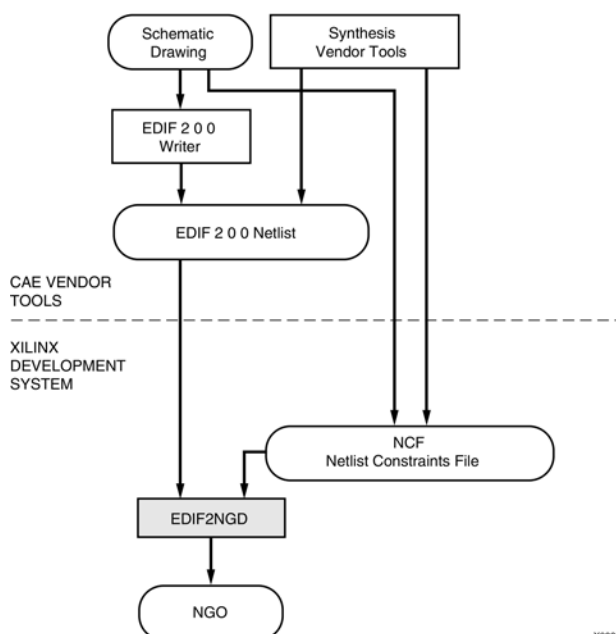 Schematic
Drawing
Synthesis
Vendor Tools
EDIF 2 0 0
Writer
EDIF 2 0 0 Netlist
CAE VENDOR
TOOLS
XILINX
DEVELOPMENT
SYSTEM
NCF
Netlist Constraints File
EDIF2NGD
NGO